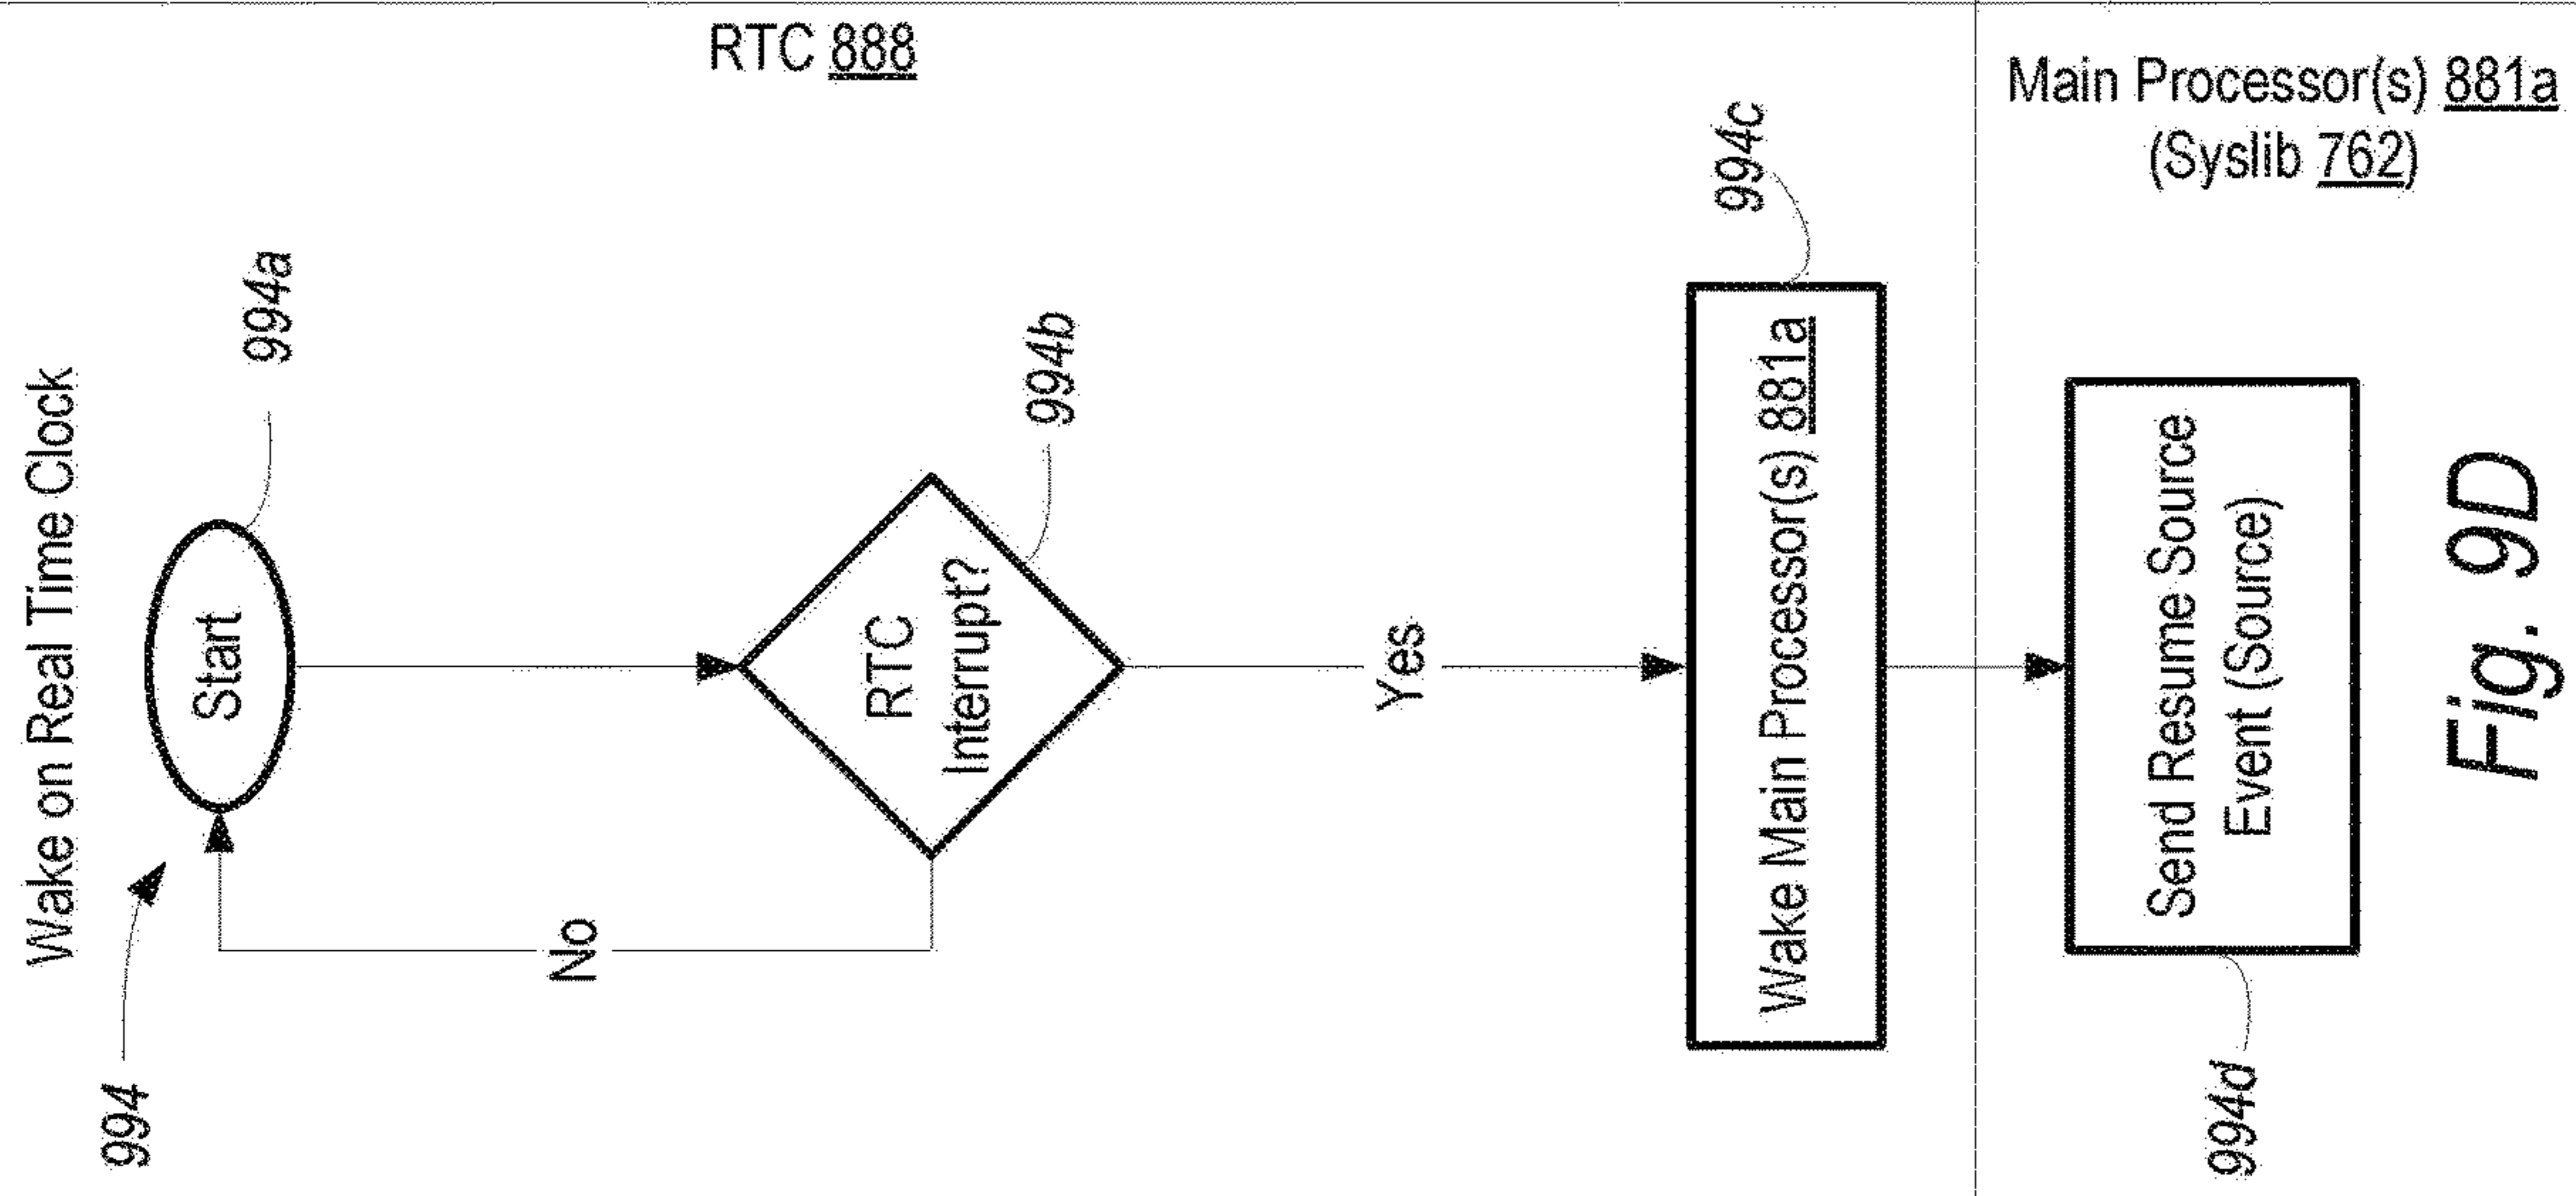 Wake on Real Time Clock
994
Start
994a
RTC 888
No
RTC
Interrupt?
994b
Yes
Wake Main Processor(s) 881a
994c
Main Processor(s) 881a
(Syslib 762)
Send Resume Source
Event (Source)
994d
Fig. 9D